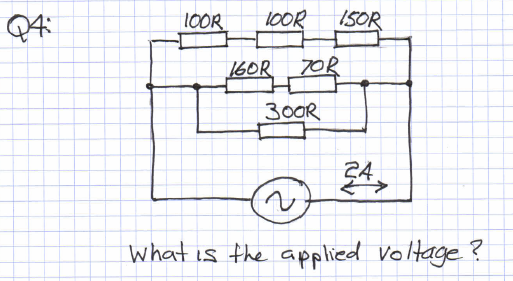 Q4:
100R 100R 150R
160R 70R
300R
2A
What is the applied voltage?